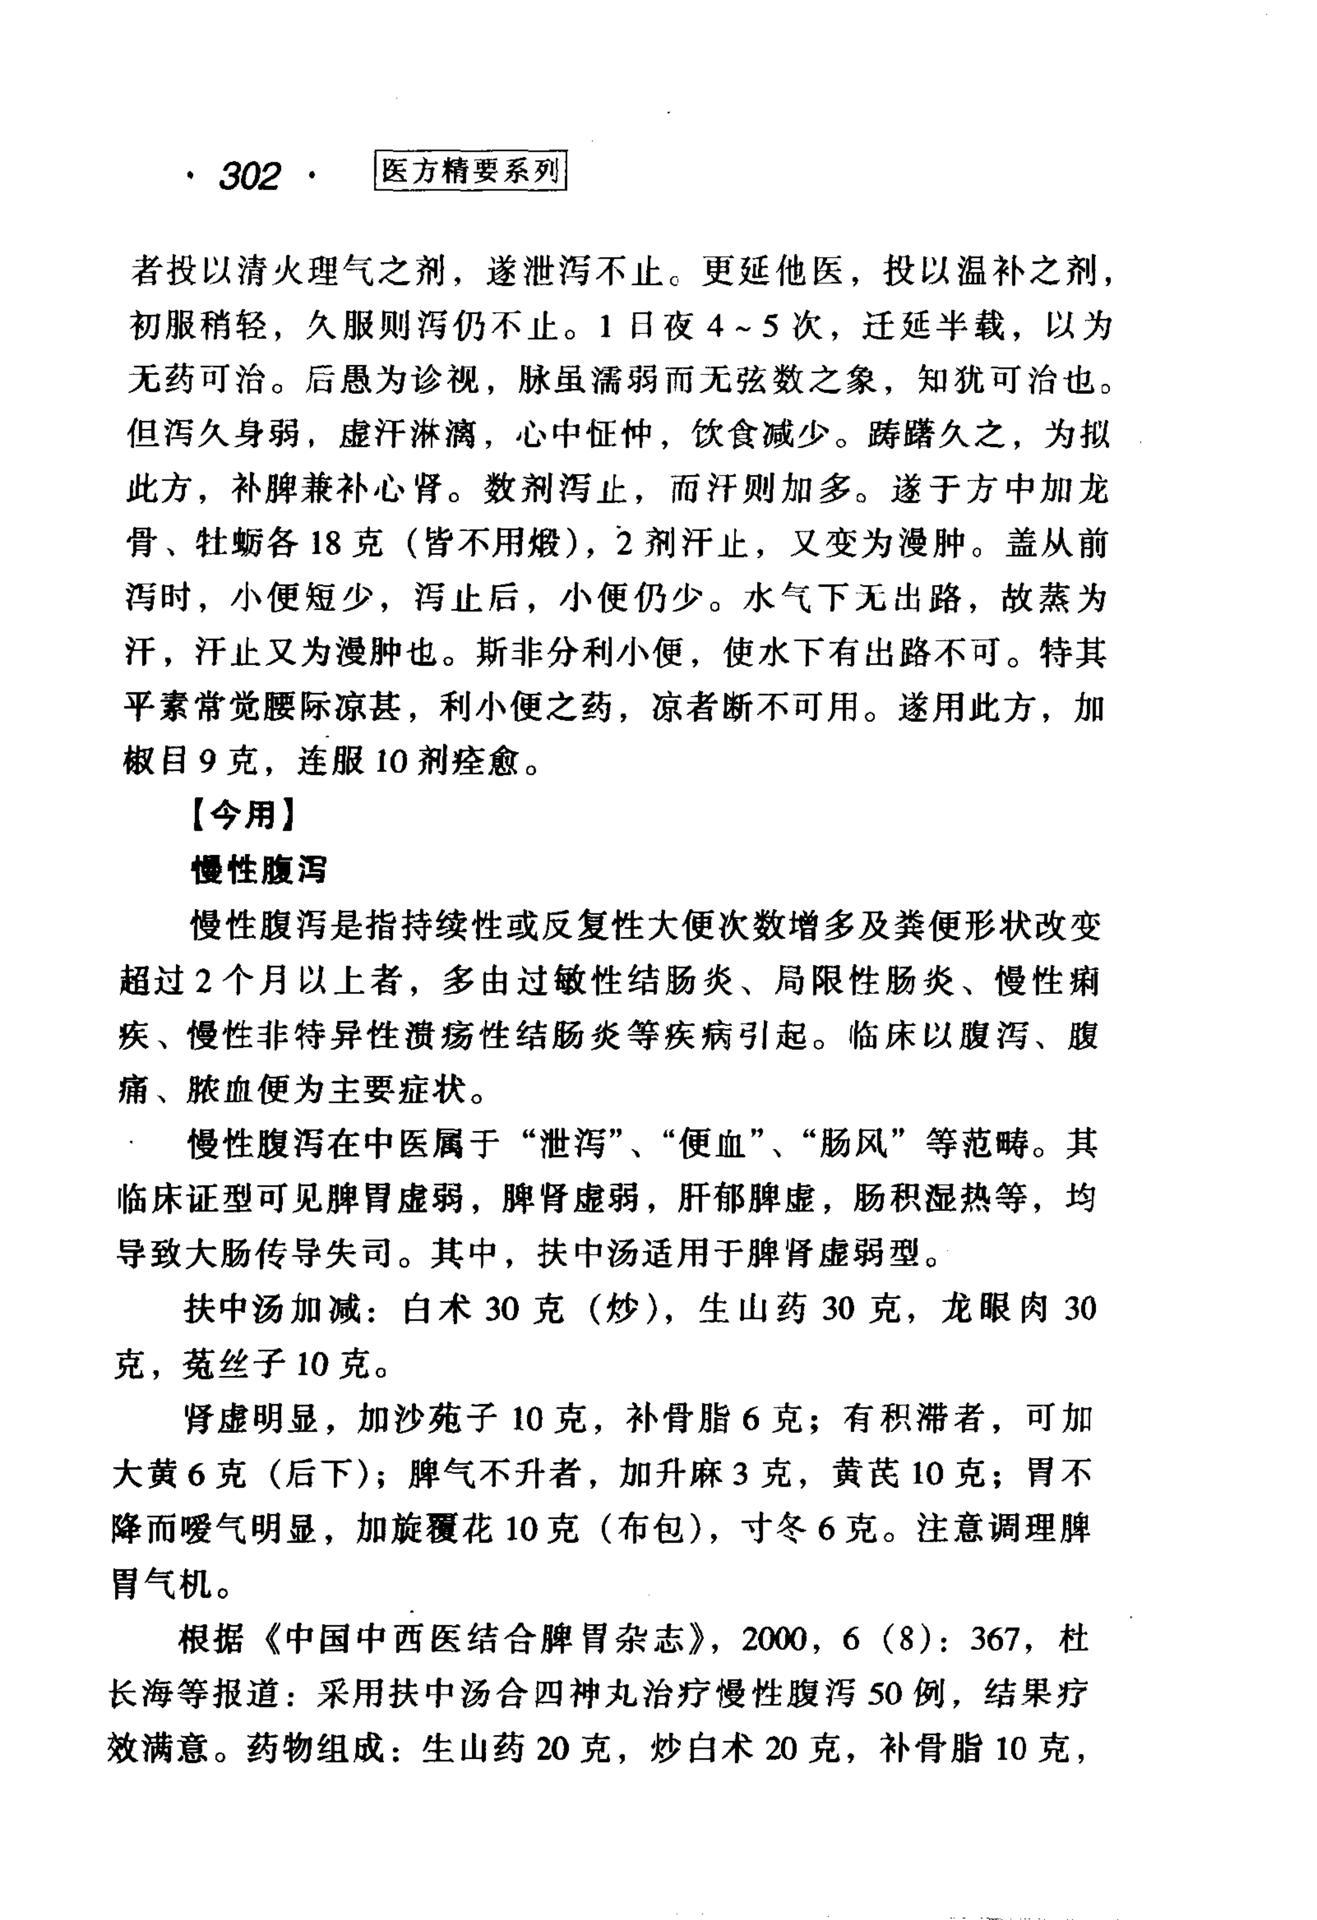 · 302 · 医方精要系列
者投以清火理气之剂，遂泄泻不止。更延他医，投以温补之剂，
初服稍轻，久服则泻仍不止。1 日夜 4～5 次，迁延半载，以为
无药可治。后愚为诊视，脉虽濡弱而无弦数之象，知犹可治也。
但泻久身弱，虚汗淋漓，心中怔忡，饮食减少。踌躇久之，为拟
此方，补脾兼补心肾。数剂泻止，而汗则加多。遂于方中加龙
骨、牡蛎各 18 克（皆不用煅），2 剂汗止，又变为漫肿。盖从前
泻时，小便短少，泻止后，小便仍少。水气下无出路，故蒸为
汗，汗止又为漫肿也。斯非分利小便，使水下有出路不可。特其
平素常觉腰际凉甚，利小便之药，凉者断不可用。遂用此方，加
椒目 9 克，连服 10 剂痊愈。
【今用】
慢性腹泻
慢性腹泻是指持续性或反复性大便次数增多及粪便形状改变
超过 2 个月以上者，多由过敏性结肠炎、局限性肠炎、慢性痢
疾、慢性非特异性溃疡性结肠炎等疾病引起。临床以腹泻、腹
痛、脓血便为主要症状。
慢性腹泻在中医属于“泄泻”、“便血”、“肠风”等范畴。其
临床证型可见脾胃虚弱，脾肾虚弱，肝郁脾虚，肠积湿热等，均
导致大肠传导失司。其中，扶中汤适用于脾肾虚弱型。
扶中汤加减：白术 30 克（炒），生山药 30 克，龙眼肉 30
克，菟丝子 10 克。
肾虚明显，加沙苑子 10 克，补骨脂 6 克；有积滞者，可加
大黄 6 克（后下）；脾气不升者，加升麻 3 克，黄芪 10 克；胃不
降而嗳气明显，加旋覆花 10 克（布包），寸冬 6 克。注意调理脾
胃气机。
根据《中国中西医结合脾胃杂志》，2000，6（8）：367，杜
长海等报道：采用扶中汤合四神丸治疗慢性腹泻 50 例，结果疗
效满意。药物组成：生山药 20 克，炒白术 20 克，补骨脂 10 克，